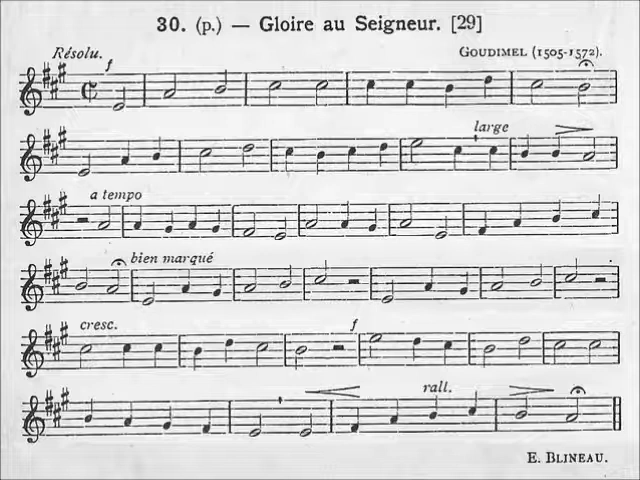 30. (p.) — Gloire au Seigneur. [29]
Résolu.
GOUDIMEL (1505-1572).
f
large
a tempo
bien marqué
cresc.
f
rall.
E. BLINEAU.